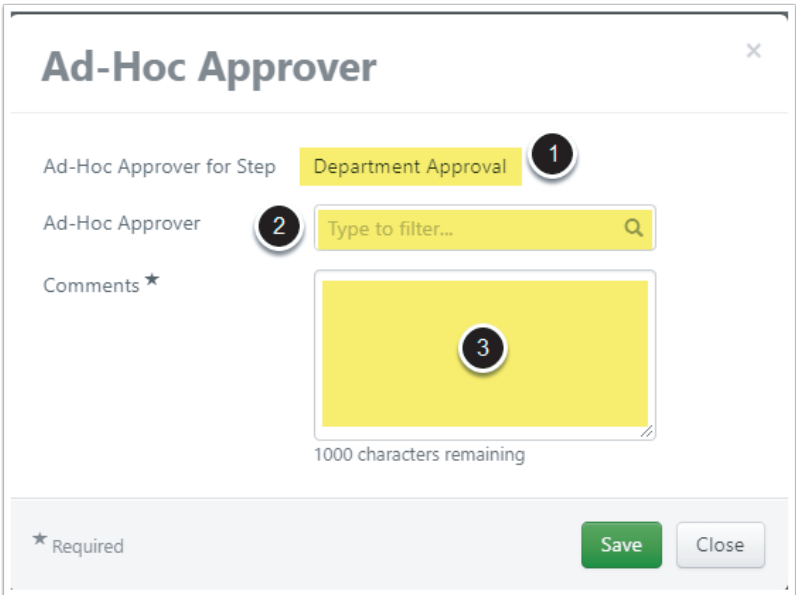 Ad-Hoc Approver ×
Ad-Hoc Approver for Step Department Approval 1
Ad-Hoc Approver 2 Type to filter...
Comments ★
3
1000 characters remaining
★ Required Save Close